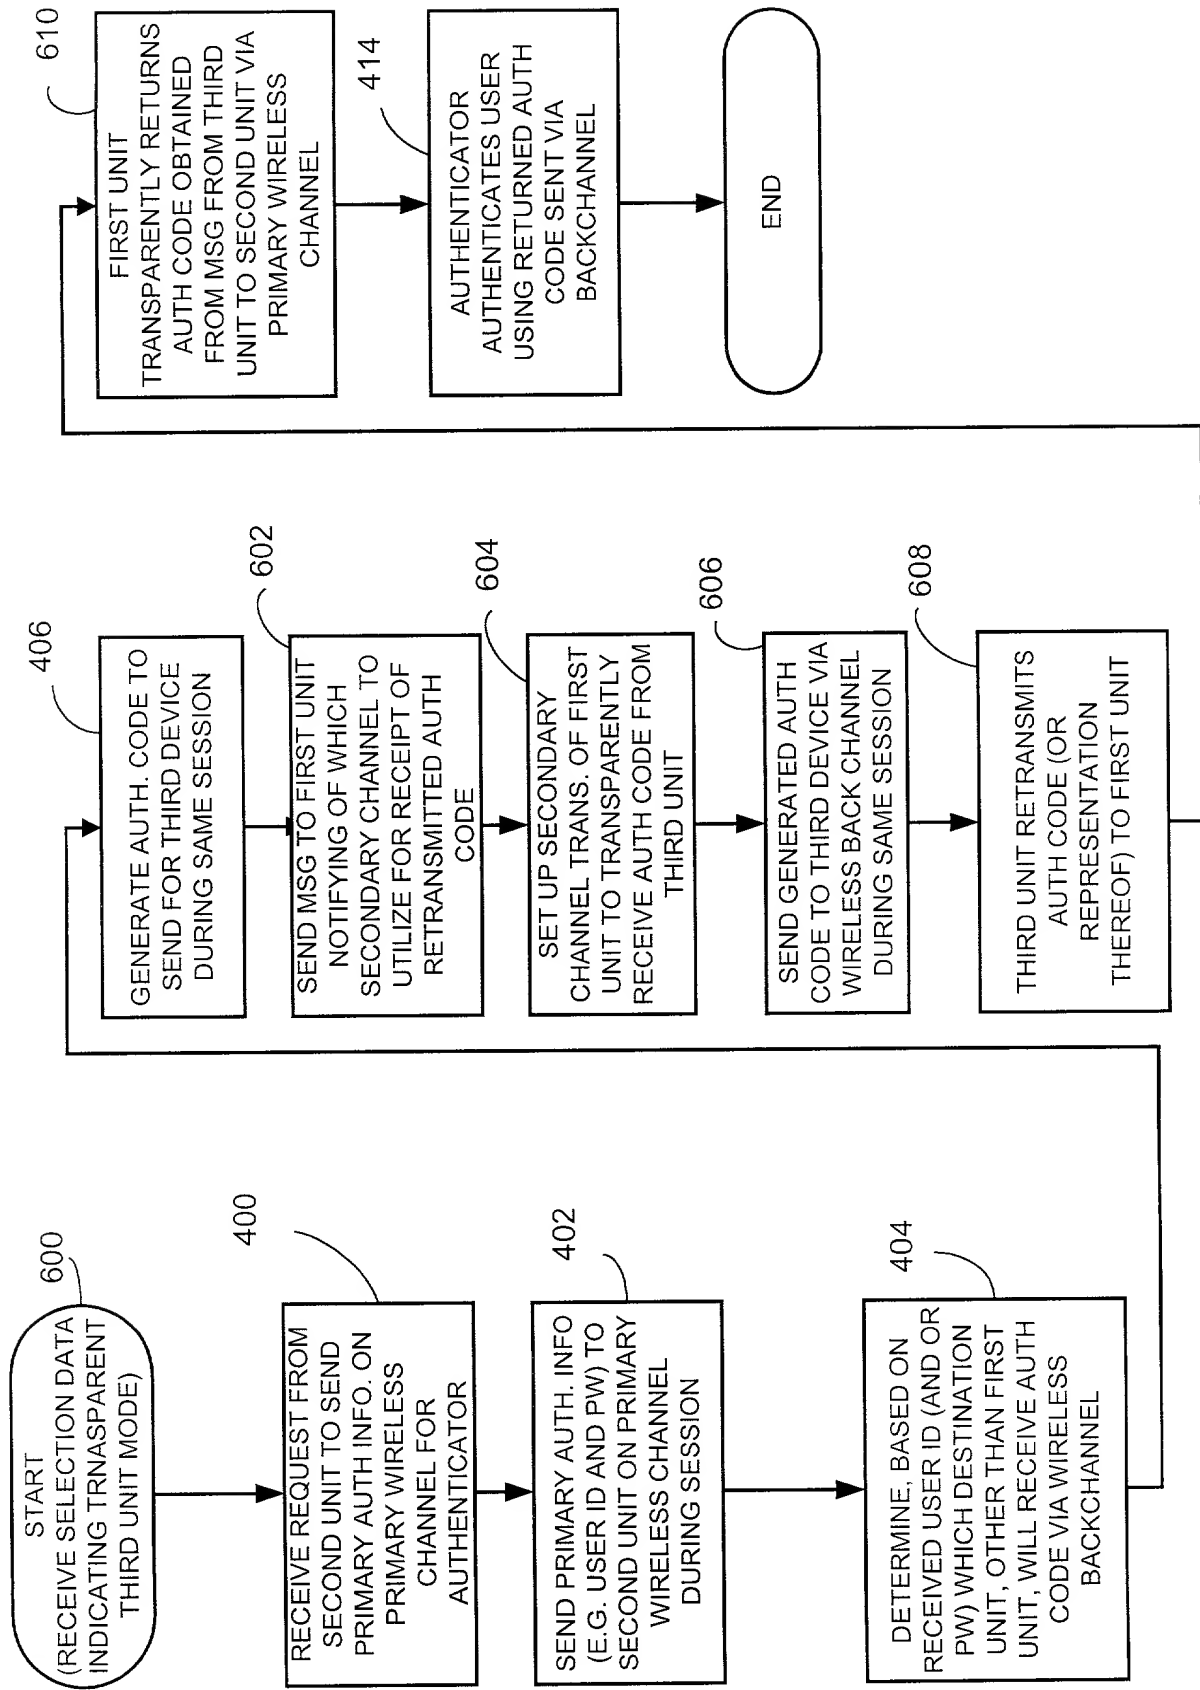 600
START
(RECEIVE SELECTION DATA
INDICATING TRNASPARENT
THIRD UNIT MODE)
400
RECEIVE REQUEST FROM
SECOND UNIT TO SEND
PRIMARY AUTH INFO. ON
PRIMARY WIRELESS
CHANNEL FOR
AUTHENTICATOR
402
SEND PRIMARY AUTH. INFO
(E.G. USER ID AND PW) TO
SECOND UNIT ON PRIMARY
WIRELESS CHANNEL
DURING SESSION
404
DETERMINE, BASED ON
RECEIVED USER ID (AND OR
PW) WHICH DESTINATION
UNIT, OTHER THAN FIRST
UNIT, WILL RECEIVE AUTH
CODE VIA WIRELESS
BACKCHANNEL
406
GENERATE AUTH. CODE TO
SEND FOR THIRD DEVICE
DURING SAME SESSION
602
SEND MSG TO FIRST UNIT
NOTIFYING OF WHICH
SECONDARY CHANNEL TO
UTILIZE FOR RECEIPT OF
RETRANSMITTED AUTH
CODE
604
SET UP SECONDARY
CHANNEL TRANS. OF FIRST
UNIT TO TRANSPARENTLY
RECEIVE AUTH CODE FROM
THIRD UNIT
606
SEND GENERATED AUTH
CODE TO THIRD DEVICE VIA
WIRELESS BACK CHANNEL
DURING SAME SESSION
608
THIRD UNIT RETRANSMITS
AUTH CODE (OR
REPRESENTATION
THEREOF) TO FIRST UNIT
610
FIRST UNIT
TRANSPARENTLY RETURNS
AUTH CODE OBTAINED
FROM MSG FROM THIRD
UNIT TO SECOND UNIT VIA
PRIMARY WIRELESS
CHANNEL
414
AUTHENTICATOR
AUTHENTICATES USER
USING RETURNED AUTH
CODE SENT VIA
BACKCHANNEL
END